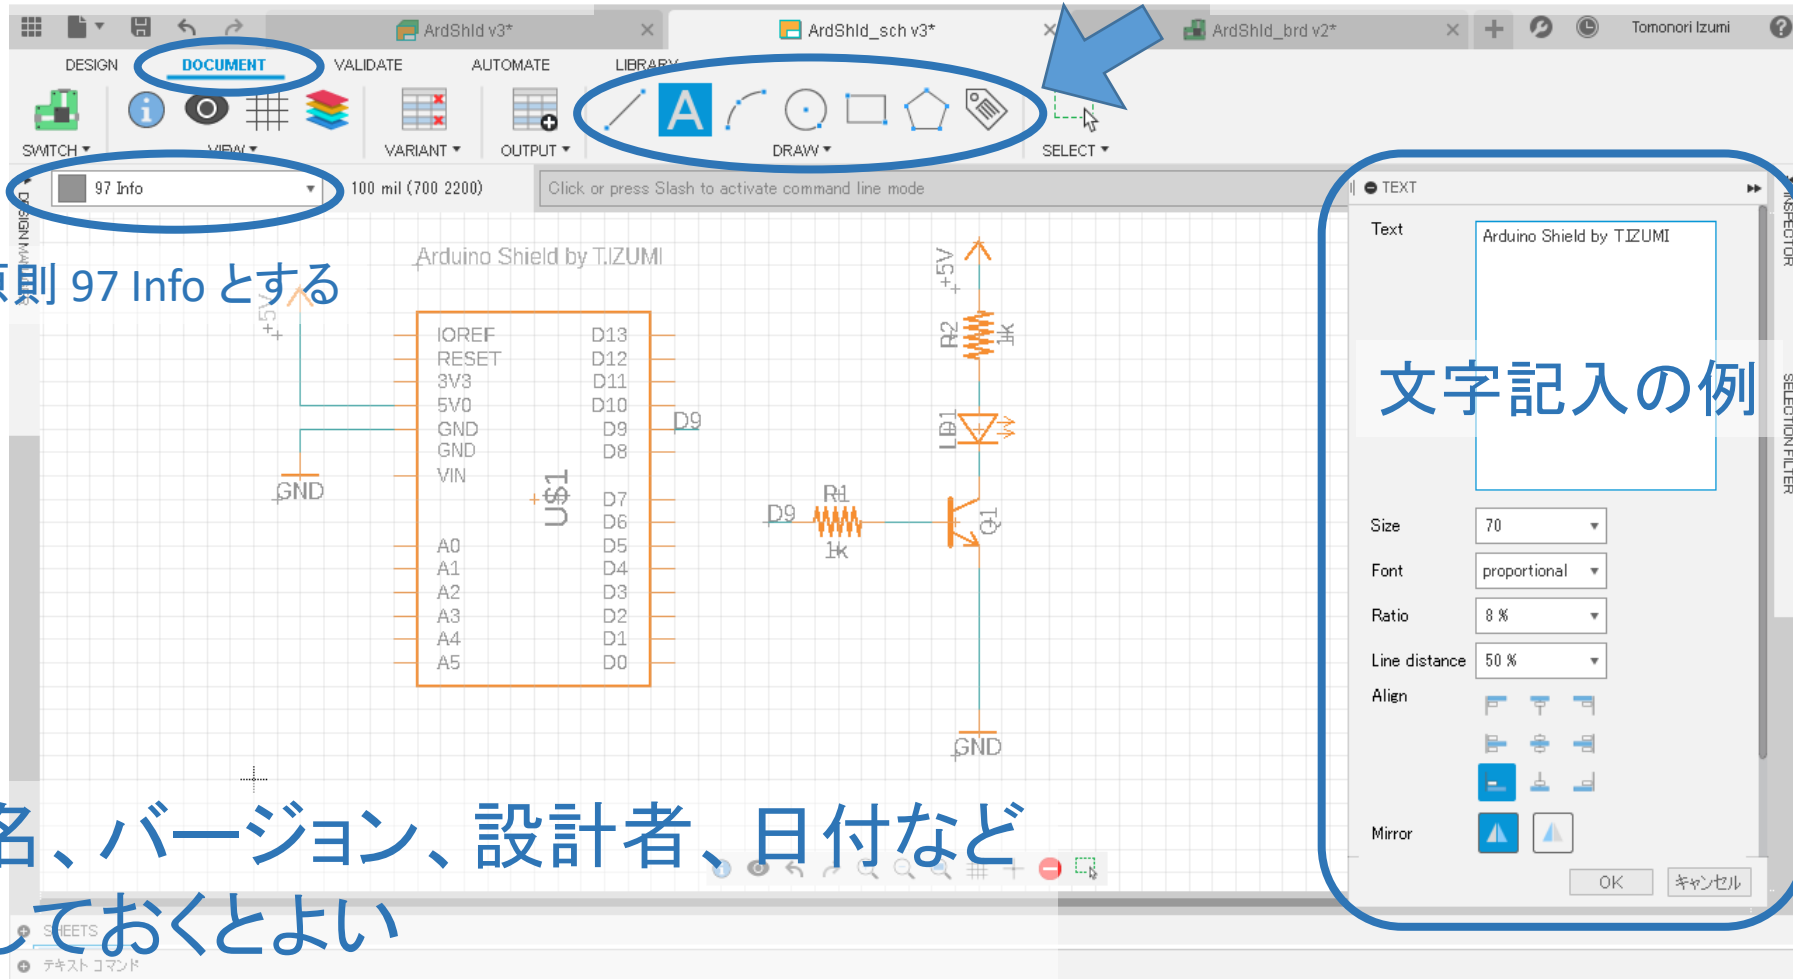 ArdShld v3*
ArdShld_sch v3*
ArdShld_brd v2*
Tomonori Izumi
DESIGN
DOCUMENT
VALIDATE
AUTOMATE
LIBRARY
SWITCH
VIEW
VARIANT
OUTPUT
DRAW
SELECT
97 Info
100 mil (700 2200)
Click or press Slash to activate command line mode
DESIGN MANAGER
原則 97 Info とする
Arduino Shield by T.IZUMI
+5V
IOREF
RESET
3V3
5V0
GND
GND
VIN
A0
A1
A2
A3
A4
A5
D13
D12
D11
D10
D9
D8
D7
D6
D5
D4
D3
D2
D1
D0
U$1
GND
D9
+5V
R2
1k
LD1
D9
R1
1k
Q1
GND
TEXT
Text
Arduino Shield by T.IZUMI
文字記入の例
Size
70
Font
proportional
Ratio
8 %
Line distance
50 %
Align
Mirror
OK
キャンセル
INSPECTOR
SELECTION FILTER
名、バージョン、設計者、日付など
しておくとよい
SHEETS
テキスト コマンド